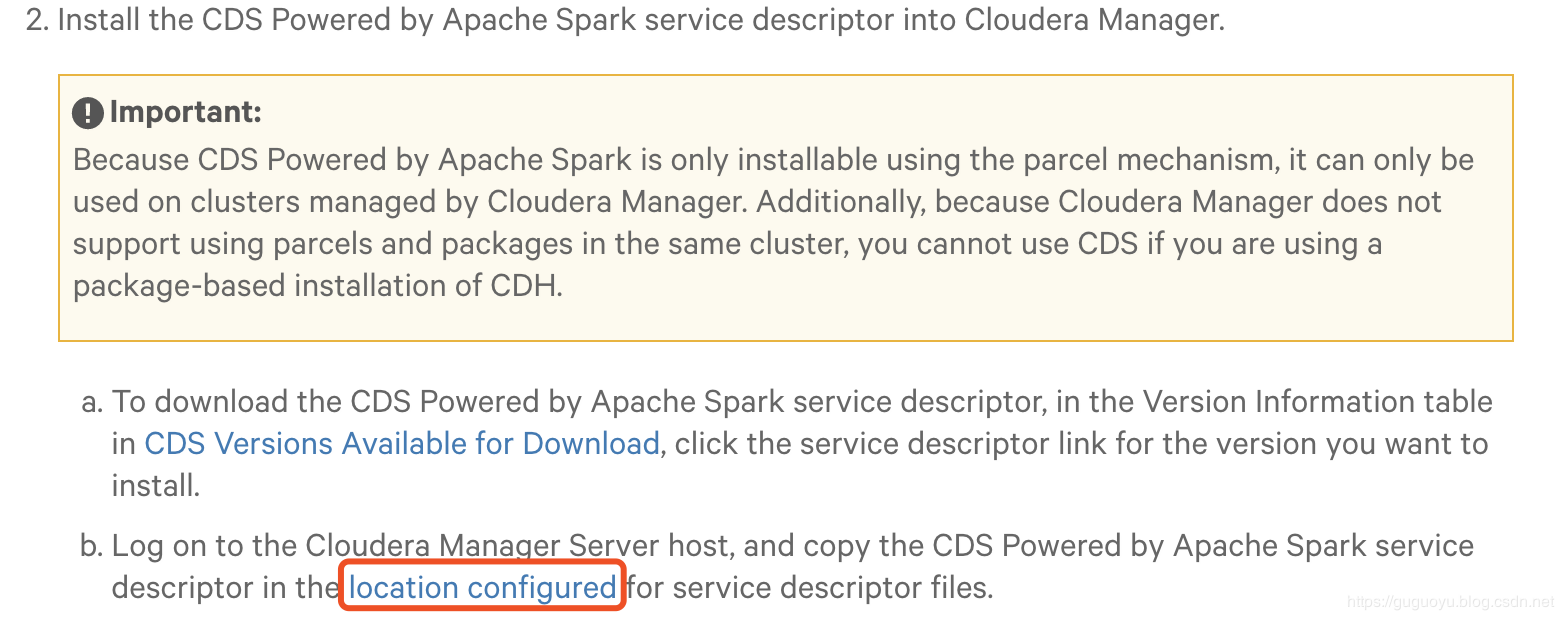 2. Install the CDS Powered by Apache Spark service descriptor into Cloudera Manager.
Important:
Because CDS Powered by Apache Spark is only installable using the parcel mechanism, it can only be
used on clusters managed by Cloudera Manager. Additionally, because Cloudera Manager does not
support using parcels and packages in the same cluster, you cannot use CDS if you are using a
package-based installation of CDH.
a. To download the CDS Powered by Apache Spark service descriptor, in the Version Information table
in CDS Versions Available for Download, click the service descriptor link for the version you want to
install.
b. Log on to the Cloudera Manager Server host, and copy the CDS Powered by Apache Spark service
descriptor in the location configured for service descriptor files.
https://guguoyu.blog.csdn.net